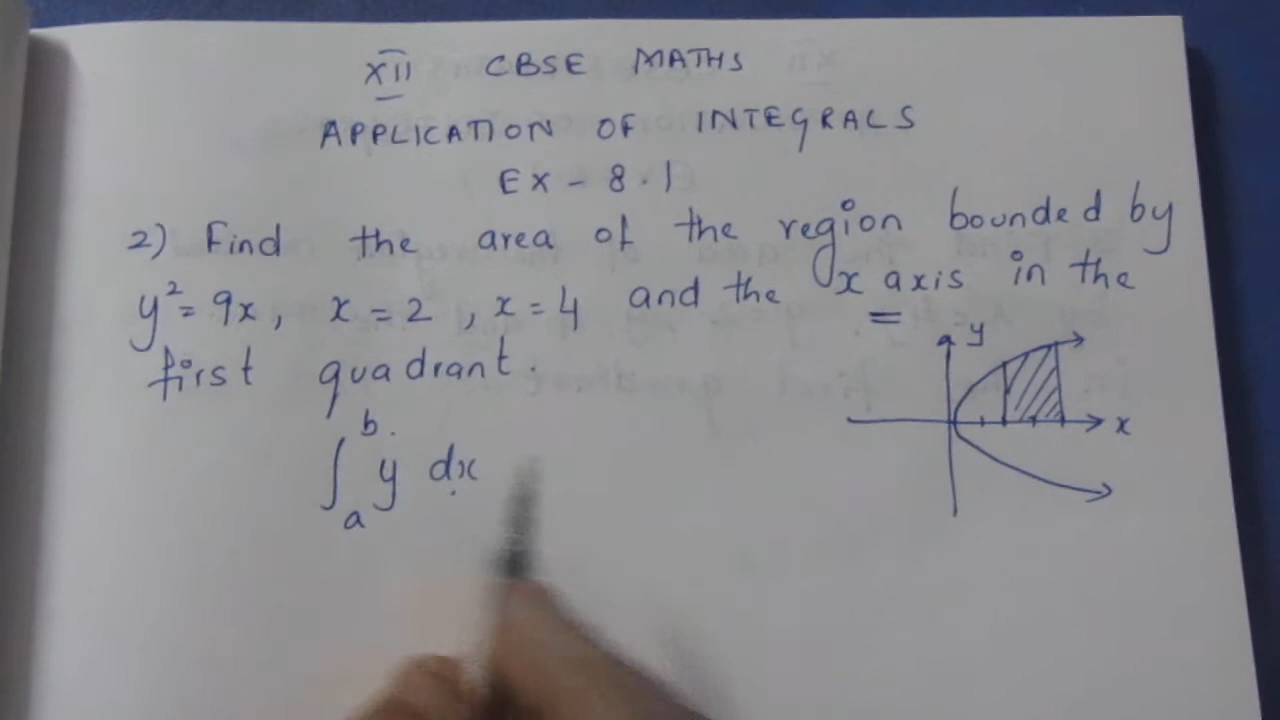 XII CBSE MATHS
APPLICATION OF INTEGRALS
EX - 8.1
2) Find the area of the region bounded by
y² = 9x, x = 2, x = 4 and the x axis in the
first quadrant.
y
x
∫ₐᵇ y dx